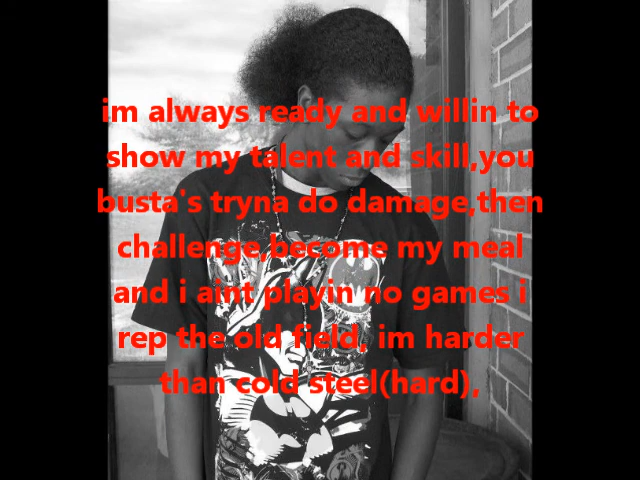 im always ready and willin to
show my talent and skill,you
busta's tryna do damage,then
challenge,become my meal
and i aint playin no games i
rep the old field, im harder
than cold steel(hard),